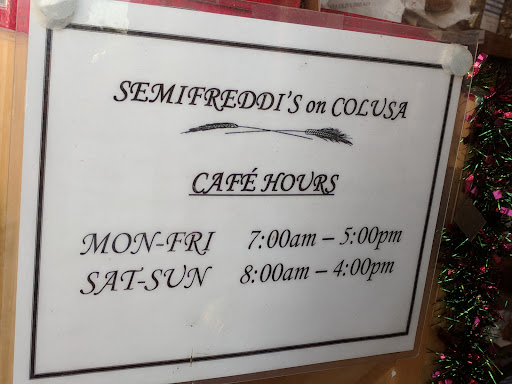 SEMIFREDDI'S on COLUSA
CAFÉ HOURS
MON-FRI 7:00am – 5:00pm
SAT-SUN 8:00am – 4:00pm